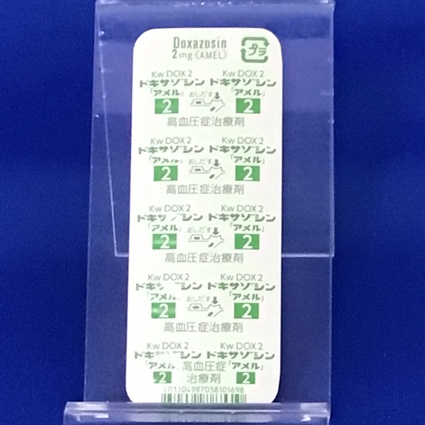 Doxazosin
2mg《AMEL》
プラ
Kw DOX 2 Kw DOX 2
ドキサゾシン ドキサゾシン
「アメル」 おしだす 「アメル」
2 2
高血圧症治療剤
Kw DOX 2 Kw DOX 2
ドキサゾシン ドキサゾシン
「アメル」 おしだす 「アメル」
2 2
高血圧症治療剤
Kw DOX 2 Kw DOX 2
ドキサゾシン ドキサゾシン
「アメル」 おしだす 「アメル」
2 2
高血圧症治療剤
Kw DOX 2 Kw DOX 2
ドキサゾシン ドキサゾシン
「アメル」 おしだす 「アメル」
2 2
高血圧症治療剤
Kw DOX 2 Kw DOX 2
ドキサゾシン ドキサゾシン
「アメル」 高血圧症 「アメル」
2 治療剤 2
(01)04987058101698